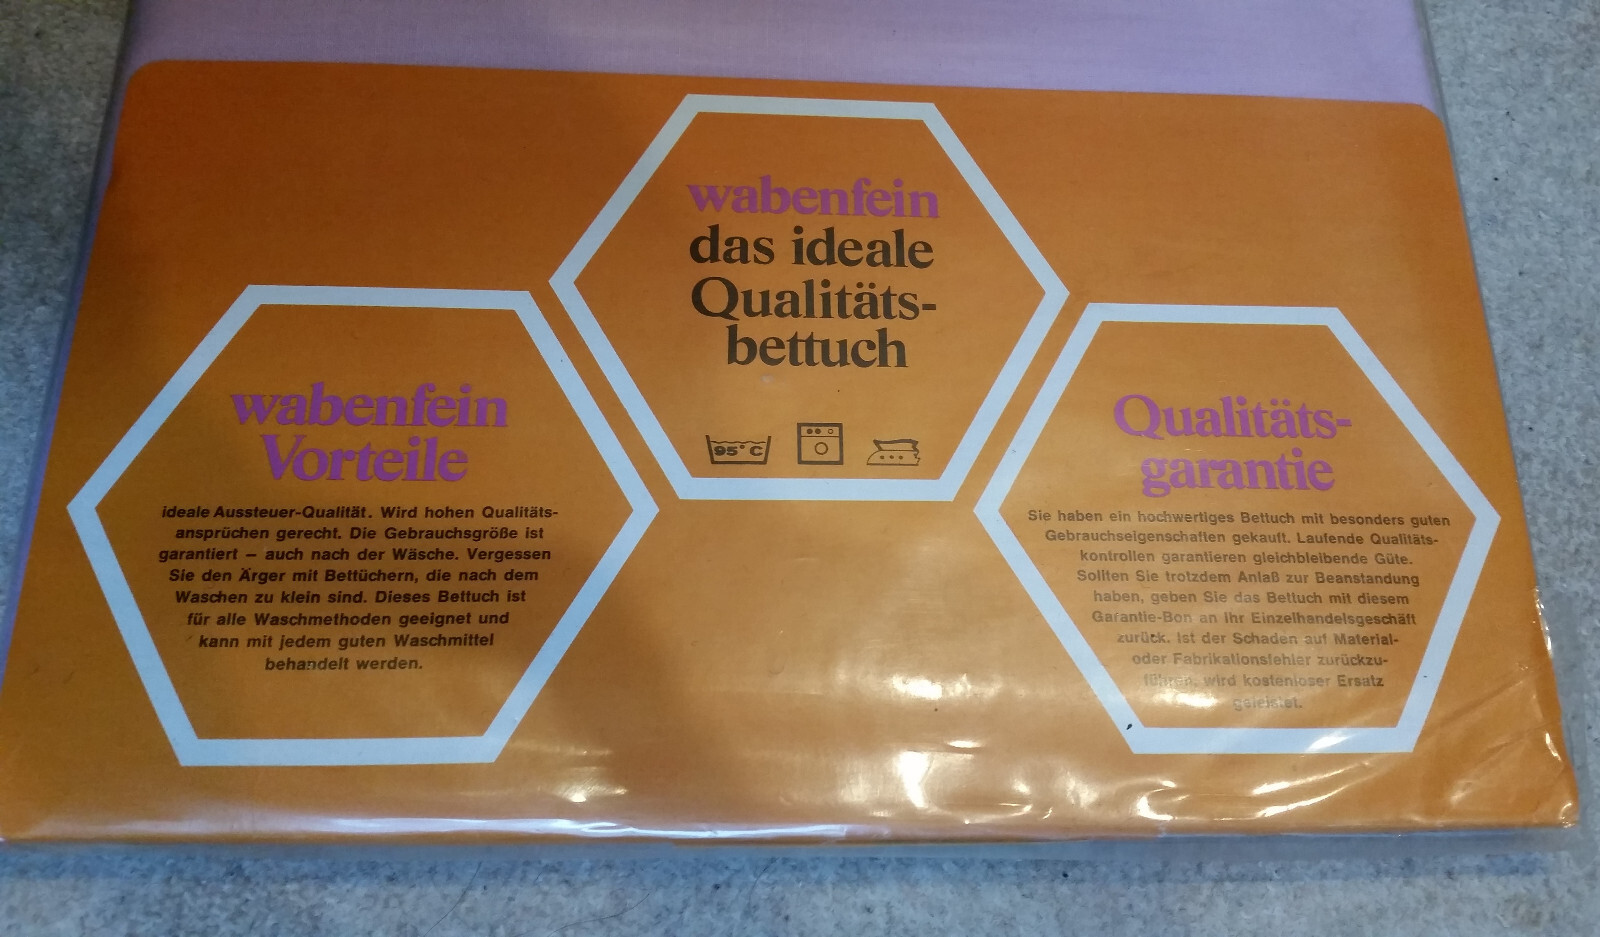 wabenfein
das ideale
Qualitäts-
bettuch
95° C
wabenfein
Vorteile
ideale Aussteuer-Qualität. Wird hohen Qualitäts-
ansprüchen gerecht. Die Gebrauchsgröße ist
garantiert – auch nach der Wäsche. Vergessen
Sie den Ärger mit Bettüchern, die nach dem
Waschen zu klein sind. Dieses Bettuch ist
für alle Waschmethoden geeignet und
kann mit jedem guten Waschmittel
behandelt werden.
Qualitäts-
garantie
Sie haben ein hochwertiges Bettuch mit besonders guten
Gebrauchseigenschaften gekauft. Laufende Qualitäts-
kontrollen garantieren gleichbleibende Güte.
Sollten Sie trotzdem Anlaß zur Beanstandung
haben, geben Sie das Bettuch mit diesem
Garantie-Bon an Ihr Einzelhandelsgeschäft
zurück. Ist der Schaden auf Material-
oder Fabrikationsfehler zurückzu-
führen, wird kostenloser Ersatz
geleistet.